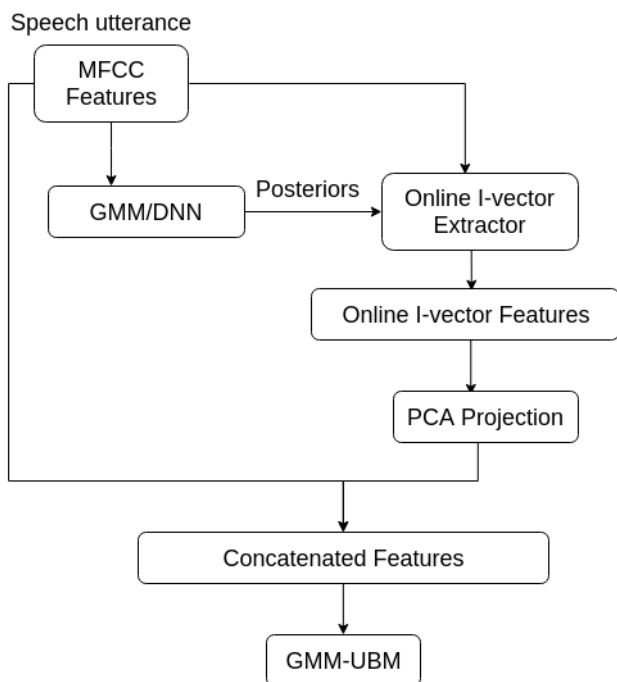 Speech utterance
MFCC
Features
GMM/DNN
Posteriors
Online I-vector
Extractor
Online I-vector Features
PCA Projection
Concatenated Features
GMM-UBM